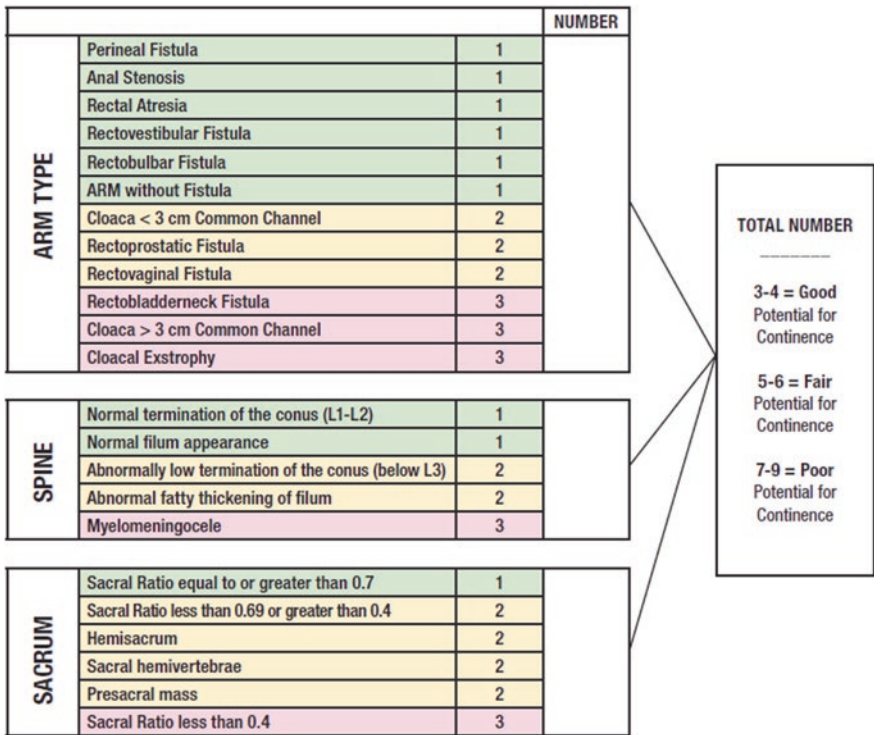 NUMBER
ARM TYPE
Perineal Fistula 1
Anal Stenosis 1
Rectal Atresia 1
Rectovestibular Fistula 1
Rectobulbar Fistula 1
ARM without Fistula 1
Cloaca < 3 cm Common Channel 2
Rectoprostatic Fistula 2
Rectovaginal Fistula 2
Rectobladderneck Fistula 3
Cloaca > 3 cm Common Channel 3
Cloacal Exstrophy 3
SPINE
Normal termination of the conus (L1-L2) 1
Normal filum appearance 1
Abnormally low termination of the conus (below L3) 2
Abnormal fatty thickening of filum 2
Myelomeningocele 3
SACRUM
Sacral Ratio equal to or greater than 0.7 1
Sacral Ratio less than 0.69 or greater than 0.4 2
Hemisacrum 2
Sacral hemivertebrae 2
Presacral mass 2
Sacral Ratio less than 0.4 3
TOTAL NUMBER
_______
3-4 = Good
Potential for
Continence
5-6 = Fair
Potential for
Continence
7-9 = Poor
Potential for
Continence